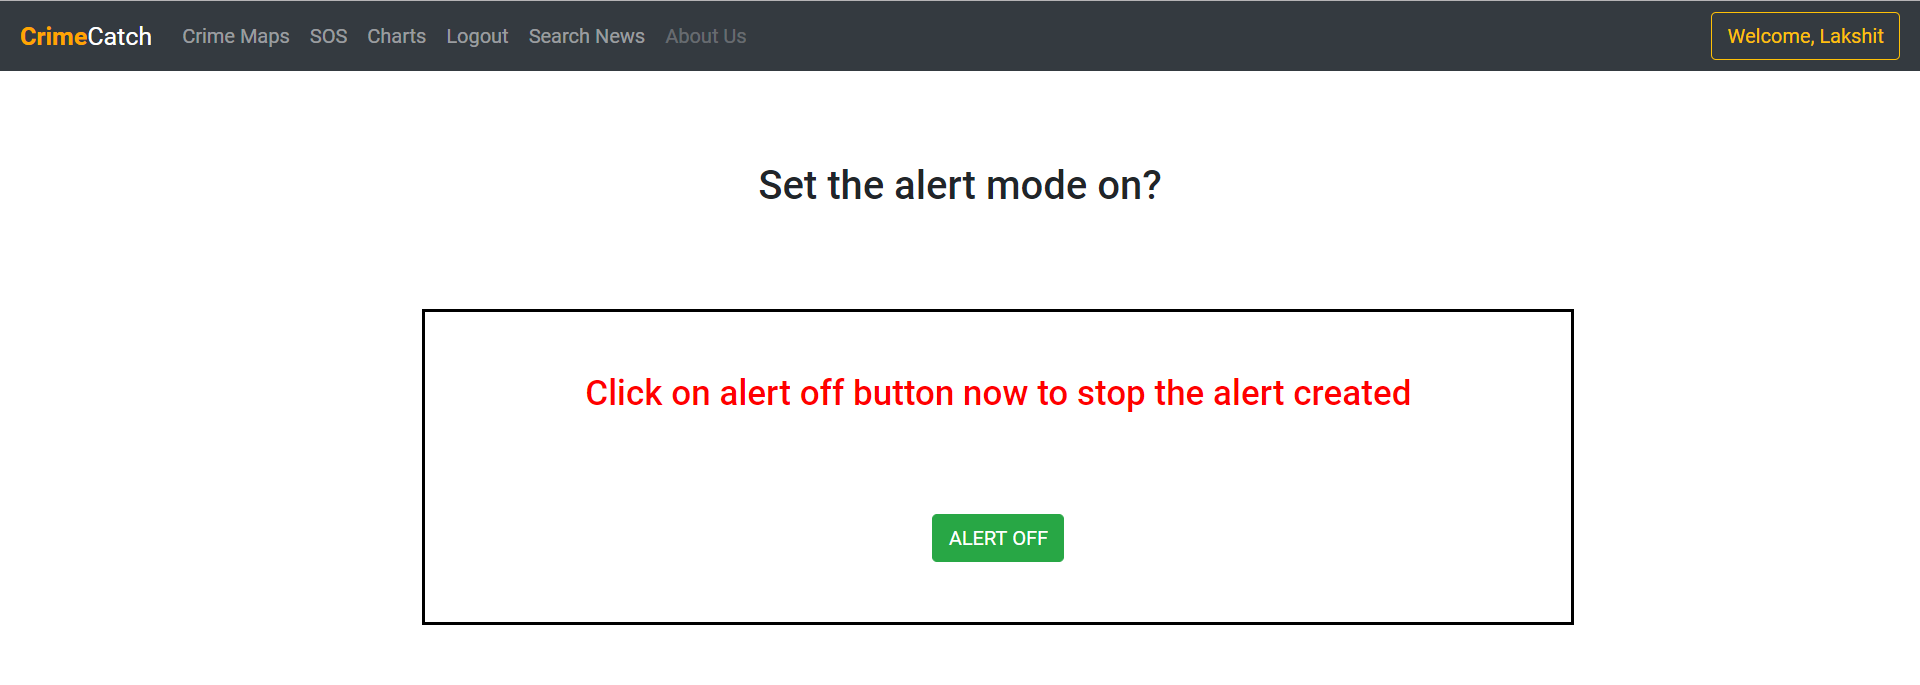 CrimeCatch Crime Maps SOS Charts Logout Search News About Us Welcome, Lakshit
Set the alert mode on?
Click on alert off button now to stop the alert created
ALERT OFF